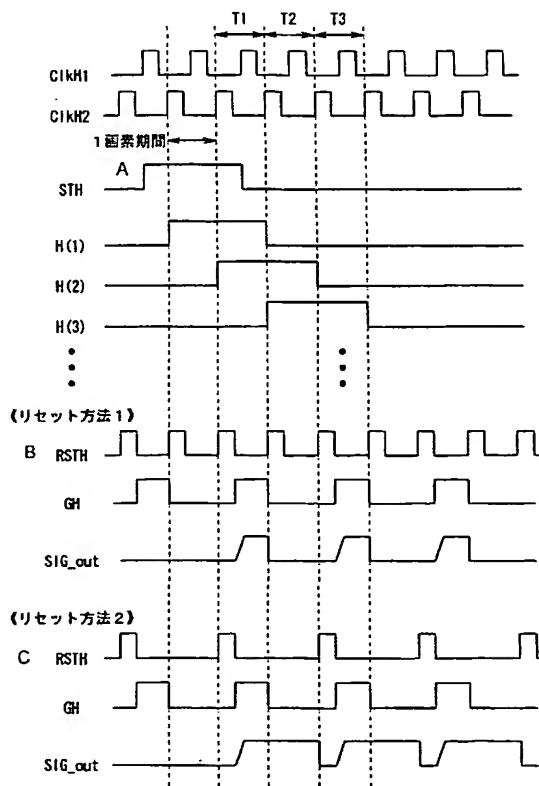 T1 T2 T3
ClkH1
ClkH2
1画素期間
A
STH
H(1)
H(2)
H(3)
《リセット方法1》
B RSTH
GH
SIG_out
《リセット方法2》
C RSTH
GH
SIG_out